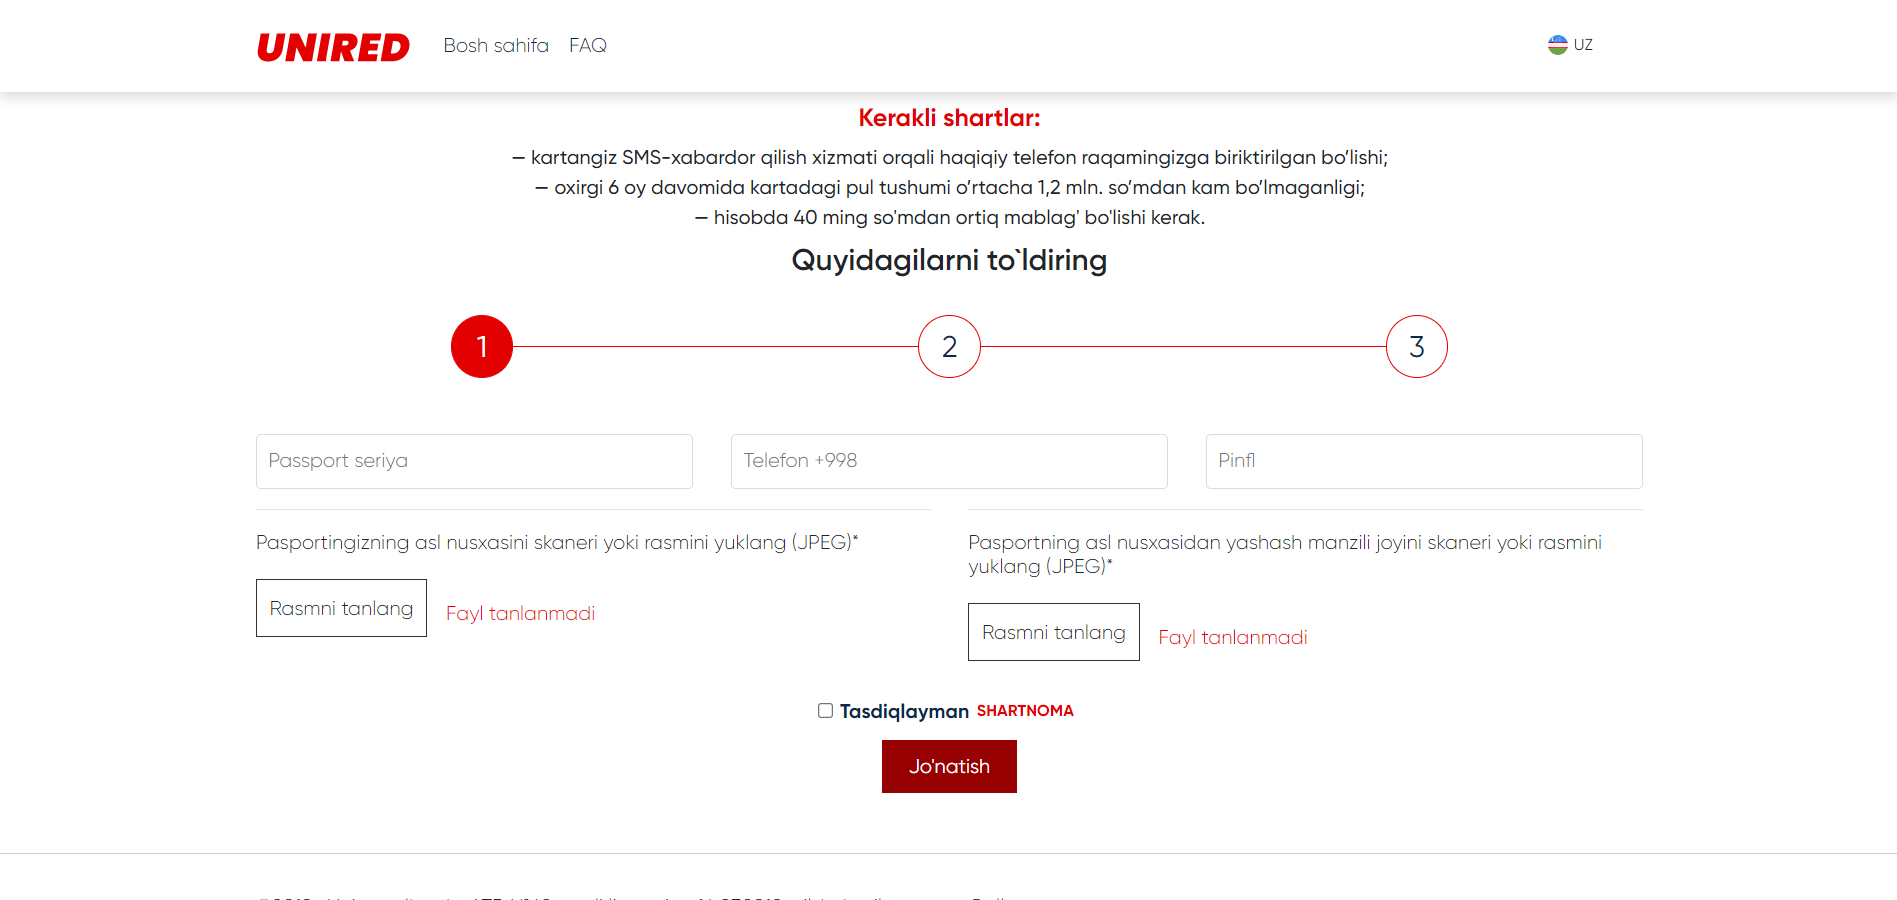 UNIRED Bosh sahifa FAQ UZ
Kerakli shartlar:
– kartangiz SMS-xabardor qilish xizmati orqali haqiqiy telefon raqamingizga biriktirilgan bo’lishi;
– oxirgi 6 oy davomida kartadagi pul tushumi o’rtacha 1,2 mln. so’mdan kam bo’lmaganligi;
– hisobda 40 ming so'mdan ortiq mablag' bo'lishi kerak.
Quyidagilarni to`ldiring
1 2 3
Passport seriya Telefon +998 Pinfl
Pasportingizning asl nusxasini skaneri yoki rasmini yuklang (JPEG)*
Rasmni tanlang Fayl tanlanmadi
Pasportning asl nusxasidan yashash manzili joyini skaneri yoki rasmini
yuklang (JPEG)*
Rasmni tanlang Fayl tanlanmadi
Tasdiqlayman SHARTNOMA
Jo'natish